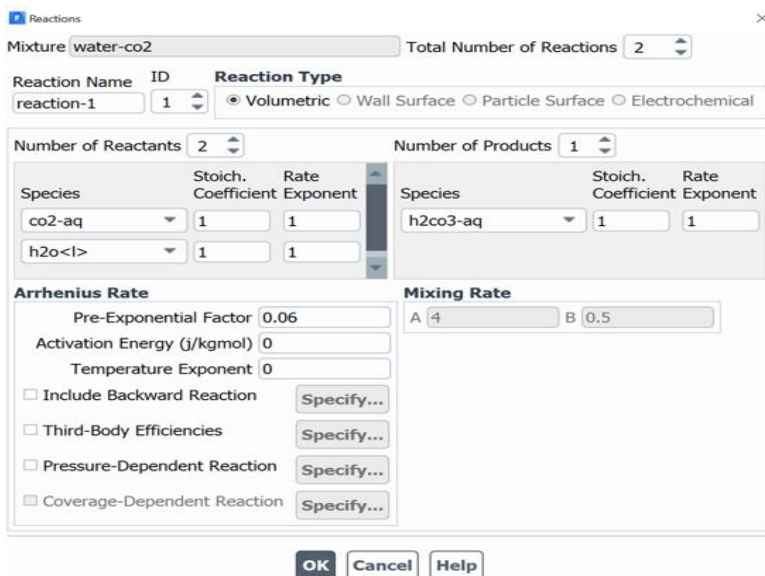 Reactions
Mixture water-co2 Total Number of Reactions 2
Reaction Name ID Reaction Type
reaction-1 1 Volumetric Wall Surface Particle Surface Electrochemical
Number of Reactants 2 Number of Products 1
Species Stoich. Coefficient Rate Exponent Species Stoich. Coefficient Rate Exponent
co2-aq 1 1 h2co3-aq 1 1
h2o<l> 1 1
Arrhenius Rate Mixing Rate
Pre-Exponential Factor 0.06 A 4 B 0.5
Activation Energy (j/kgmol) 0
Temperature Exponent 0
Include Backward Reaction Specify...
Third-Body Efficiencies Specify...
Pressure-Dependent Reaction Specify...
Coverage-Dependent Reaction Specify...
OK Cancel Help